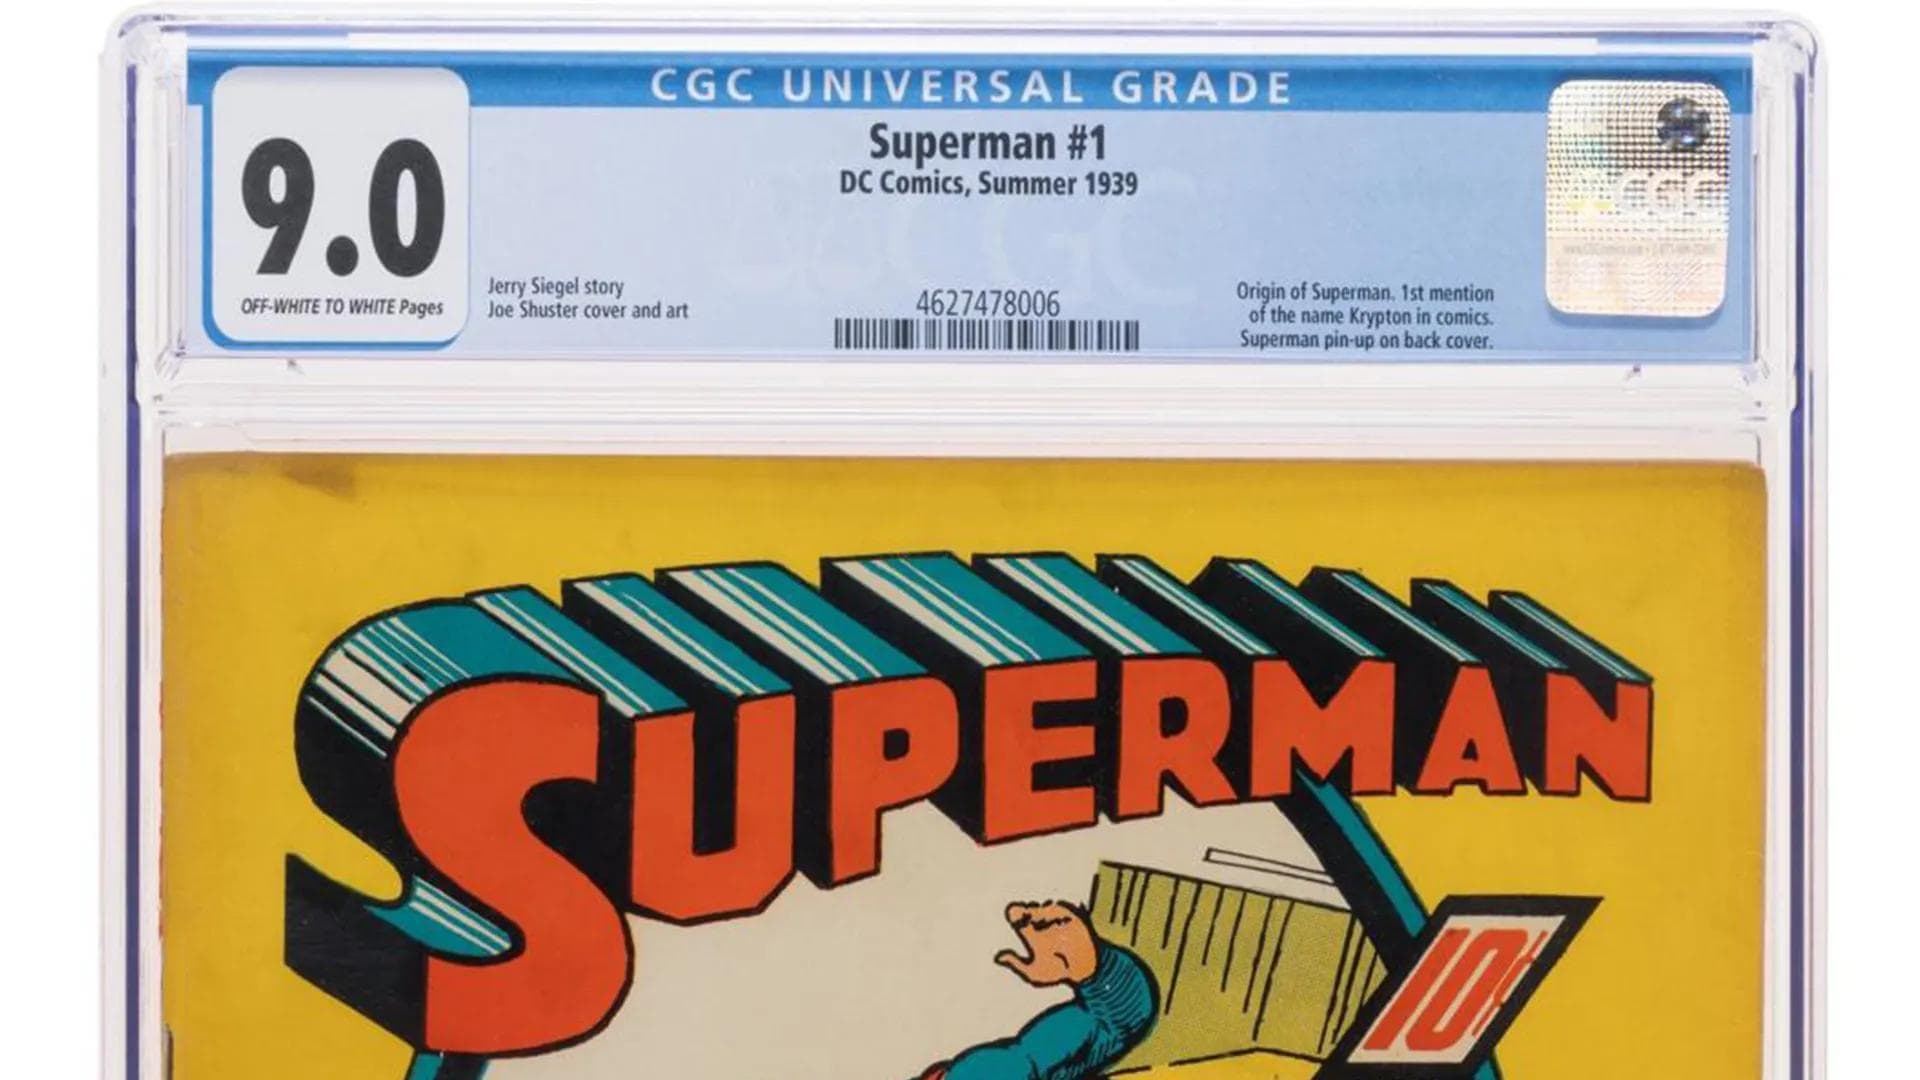 CGC UNIVERSAL GRADE
9.0
OFF-WHITE TO WHITE Pages
Superman #1
DC Comics, Summer 1939
Jerry Siegel story
Joe Shuster cover and art
4627478006
Origin of Superman. 1st mention
of the name Krypton in comics.
Superman pin-up on back cover.
CGC
SUPERMAN
10¢